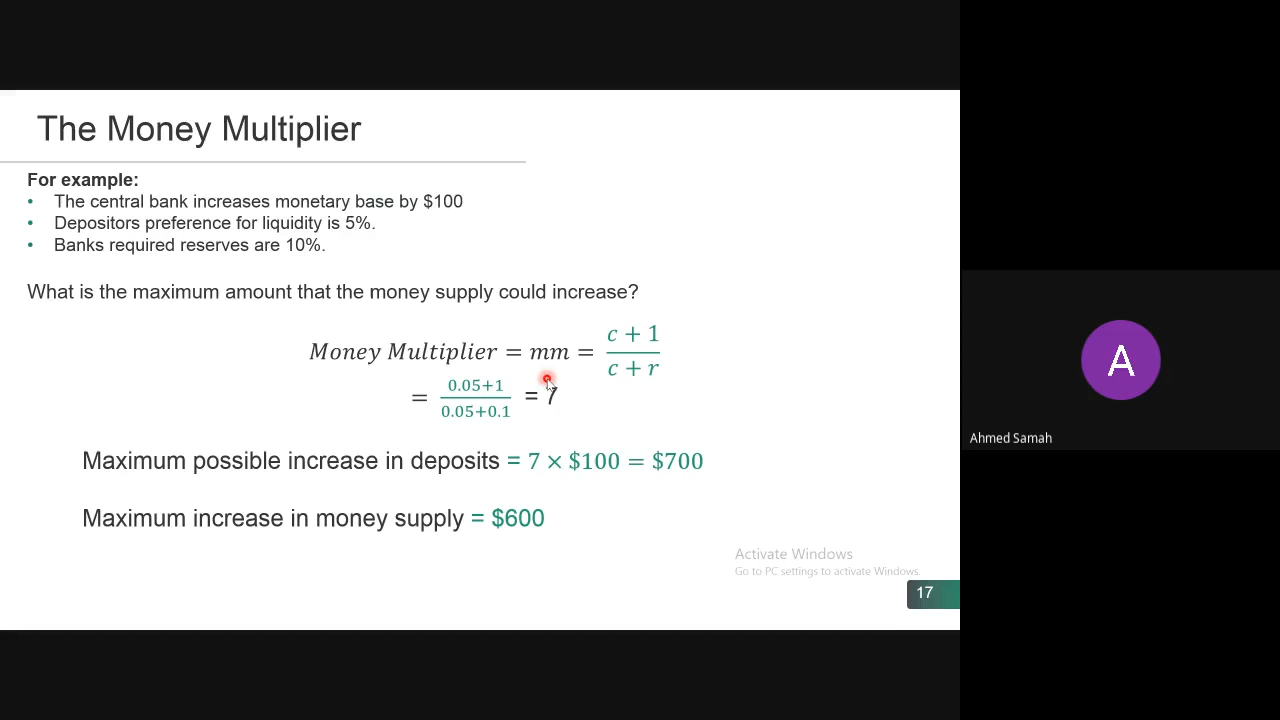 The Money Multiplier
For example:
• The central bank increases monetary base by $100
• Depositors preference for liquidity is 5%.
• Banks required reserves are 10%.
What is the maximum amount that the money supply could increase?
Money Multiplier = mm = (c + 1)/(c + r)
= (0.05+1)/(0.05+0.1) = 7
Maximum possible increase in deposits = 7 × $100 = $700
Maximum increase in money supply = $600
Activate Windows
Go to PC settings to activate Windows.
17
A
Ahmed Samah